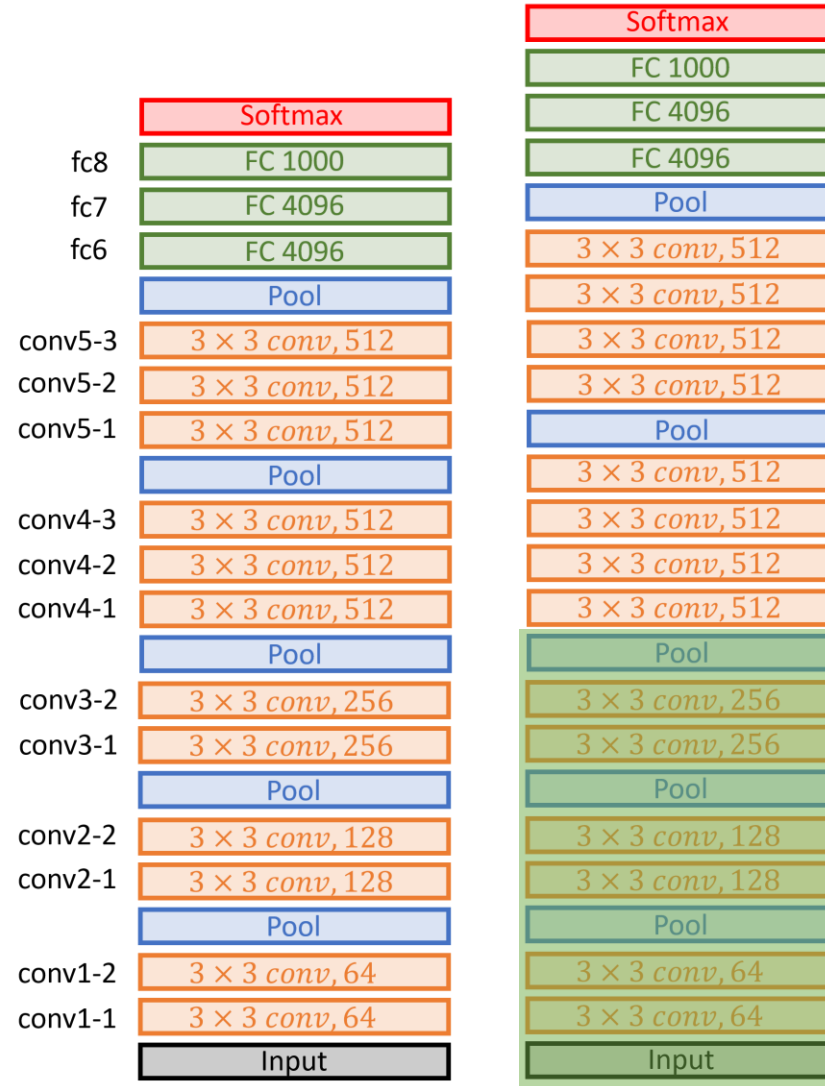 Softmax
fc8 FC 1000
fc7 FC 4096
fc6 FC 4096
Pool
conv5-3 3 × 3 conv, 512
conv5-2 3 × 3 conv, 512
conv5-1 3 × 3 conv, 512
Pool
conv4-3 3 × 3 conv, 512
conv4-2 3 × 3 conv, 512
conv4-1 3 × 3 conv, 512
Pool
conv3-2 3 × 3 conv, 256
conv3-1 3 × 3 conv, 256
Pool
conv2-2 3 × 3 conv, 128
conv2-1 3 × 3 conv, 128
Pool
conv1-2 3 × 3 conv, 64
conv1-1 3 × 3 conv, 64
Input
Softmax
FC 1000
FC 4096
FC 4096
Pool
3 × 3 conv, 512
3 × 3 conv, 512
3 × 3 conv, 512
3 × 3 conv, 512
Pool
3 × 3 conv, 512
3 × 3 conv, 512
3 × 3 conv, 512
3 × 3 conv, 512
Pool
3 × 3 conv, 256
3 × 3 conv, 256
Pool
3 × 3 conv, 128
3 × 3 conv, 128
Pool
3 × 3 conv, 64
3 × 3 conv, 64
Input